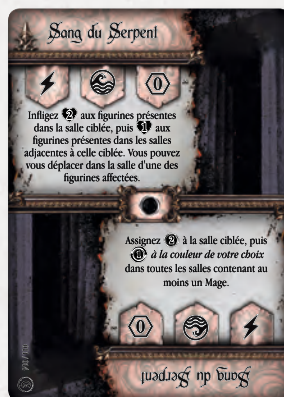 Sang du Serpent
0
Infligez 2 aux figurines présentes
dans la salle ciblée, puis 1 aux
figurines présentes dans les salles
adjacentes à celle ciblée. Vous pouvez
vous déplacer dans la salle d'une des
figurines affectées.
Assignez 2 à la salle ciblée, puis
à la couleur de votre choix
dans toutes les salles contenant au
moins un Mage.
0
Sang du Serpent